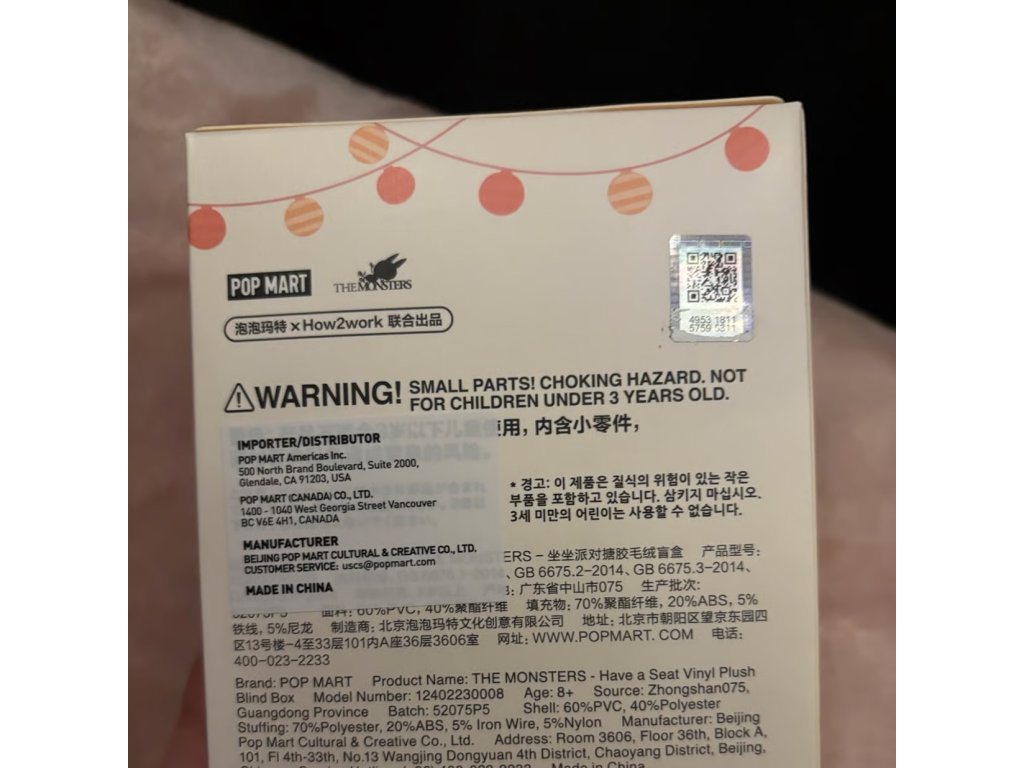 POP MART
THE MONSTERS
泡泡玛特 × How2work 联合出品
4953 1811
5759
WARNING! SMALL PARTS! CHOKING HAZARD. NOT
FOR CHILDREN UNDER 3 YEARS OLD.
用，内含小零件，
IMPORTER/DISTRIBUTOR
POP MART Americas Inc.
500 North Brand Boulevard, Suite 2000,
Glendale, CA 91203, USA
POP MART (CANADA) CO., LTD.
1400 - 1040 West Georgia Street Vancouver
BC V6E 4H1, CANADA
MANUFACTURER
BEIJING POP MART CULTURAL & CREATIVE CO., LTD.
CUSTOMER SERVICE: uscs@popmart.com
MADE IN CHINA
* 경고: 이 제품은 질식의 위험이 있는 작은
부품을 포함하고 있습니다. 삼키지 마십시오.
3세 미만의 어린이는 사용할 수 없습니다.
TERS – 坐坐派对搪胶毛绒盲盒 产品型号:
、GB 6675.2–2014、GB 6675.3–2014、
: 广东省中山市075 生产批次:
52075P5 面料: 60%PVC, 40%聚酯纤维 填充物: 70%聚酯纤维, 20%ABS, 5%
铁线, 5%尼龙 制造商: 北京泡泡玛特文化创意有限公司 地址: 北京市朝阳区望京东园四
区13号楼-4至33层101内A座36层3606室 网址: WWW.POPMART. COM 电话:
400-023-2233
Brand: POP MART Product Name: THE MONSTERS - Have a Seat Vinyl Plush
Blind Box Model Number: 12402230008 Age: 8+ Source: Zhongshan075,
Guangdong Province Batch: 52075P5 Shell: 60%PVC, 40%Polyester
Stuffing: 70%Polyester, 20%ABS, 5% Iron Wire, 5%Nylon Manufacturer: Beijing
Pop Mart Cultural & Creative Co., Ltd. Address: Room 3606, Floor 36th, Block A,
101, Fl 4th-33th, No.13 Wangjing Dongyuan 4th District, Chaoyang District, Beijing,
Made in China